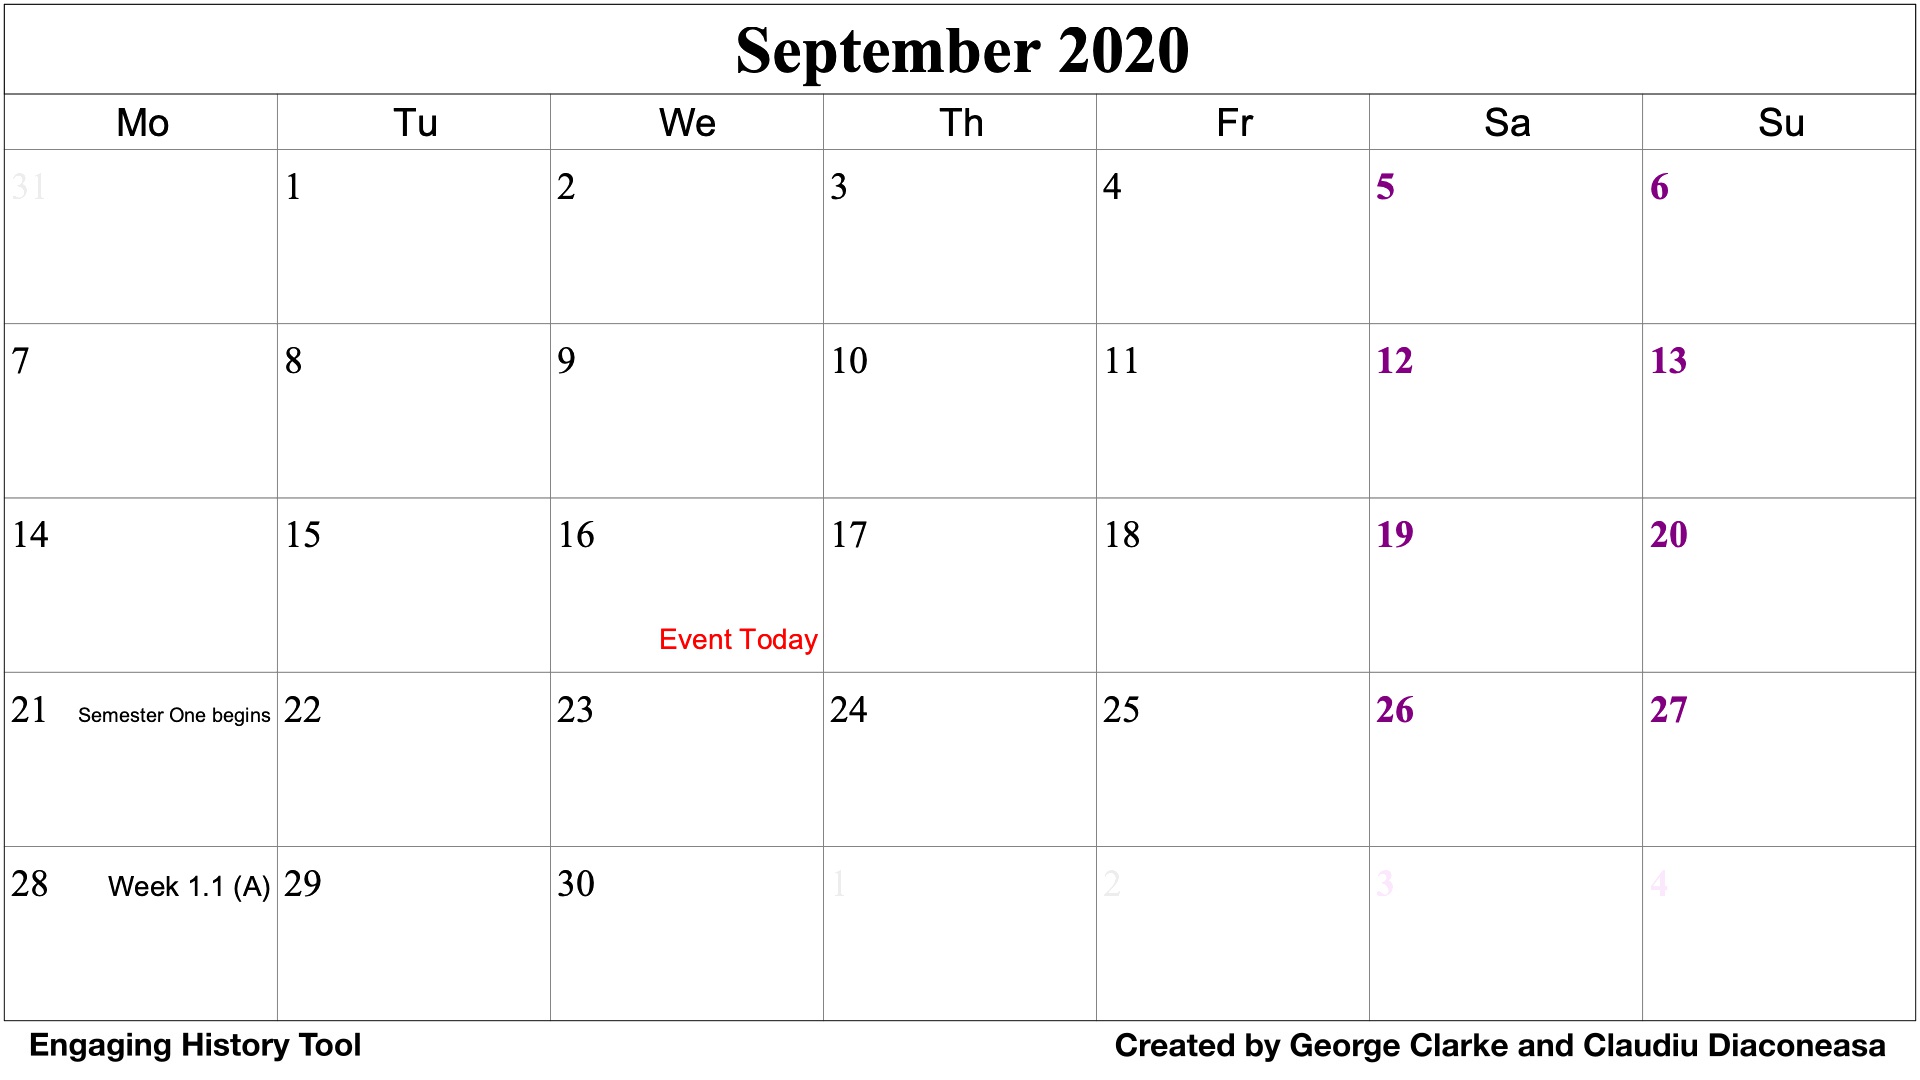 September 2020
Mo Tu We Th Fr Sa Su
31 1 2 3 4 5 6
7 8 9 10 11 12 13
14 15 16 17 18 19 20
Event Today
21 Semester One begins 22 23 24 25 26 27
28 Week 1.1 (A) 29 30 1 2 3 4
Engaging History Tool Created by George Clarke and Claudiu Diaconeasa